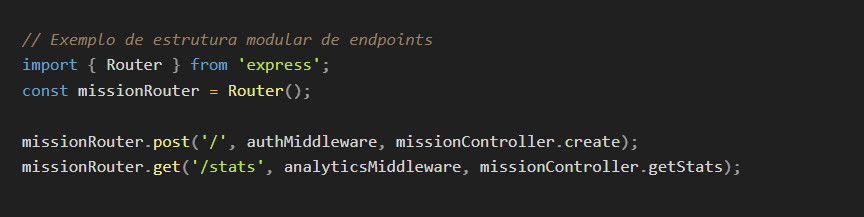 // Exemplo de estrutura modular de endpoints
import { Router } from 'express';
const missionRouter = Router();
missionRouter.post('/', authMiddleware, missionController.create);
missionRouter.get('/stats', analyticsMiddleware, missionController.getStats);